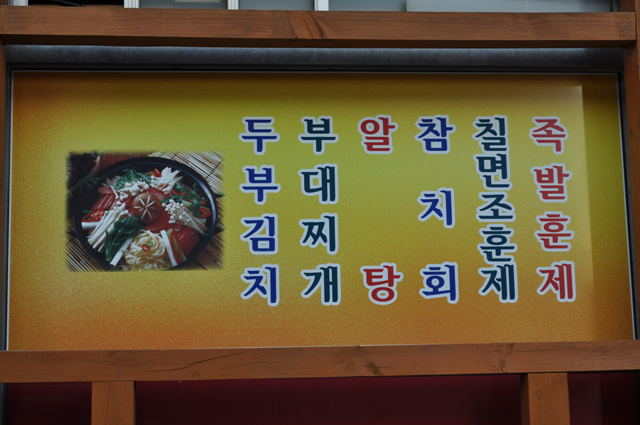 두부김치
부대찌개
알탕
참치회
칠면조훈제
족발훈제